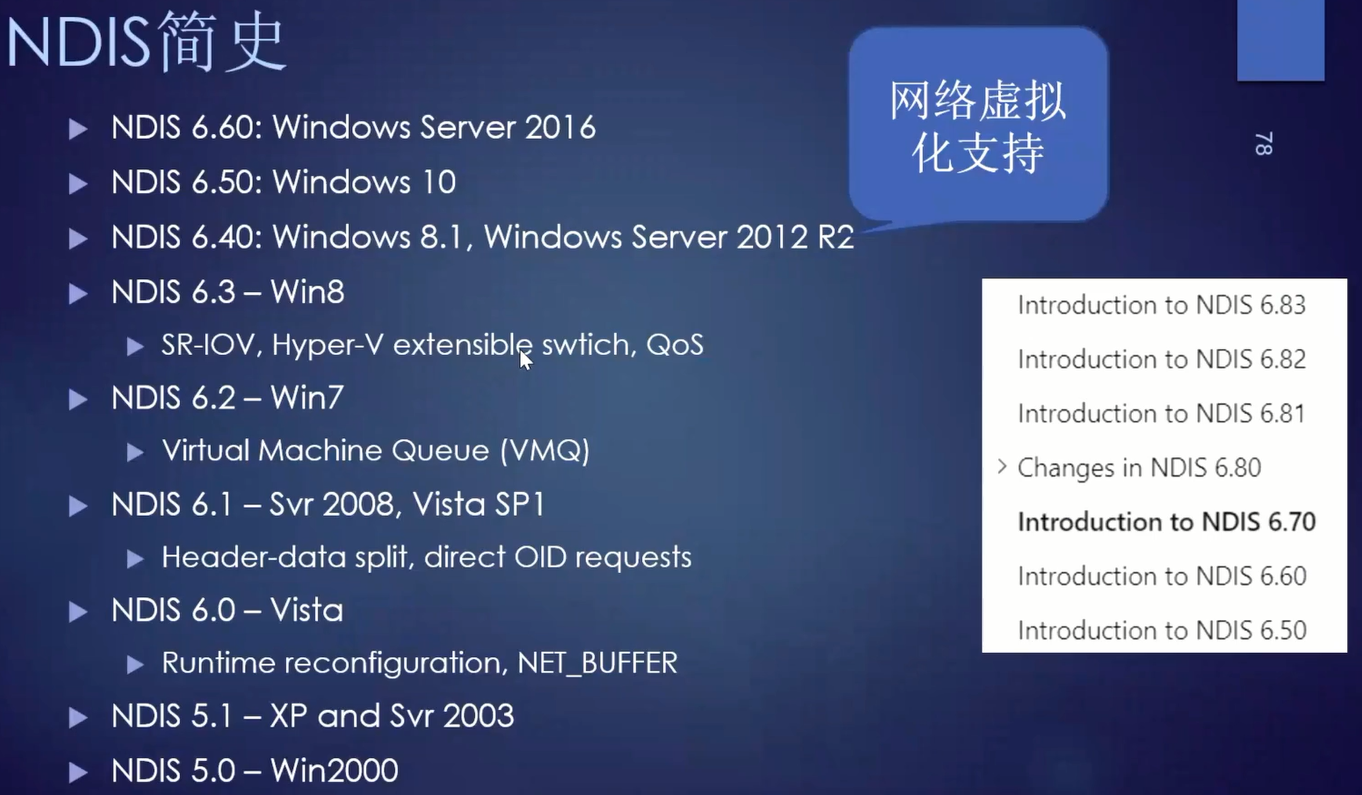 NDIS简史
网络虚拟
化支持
78
NDIS 6.60: Windows Server 2016
NDIS 6.50: Windows 10
NDIS 6.40: Windows 8.1, Windows Server 2012 R2
NDIS 6.3 – Win8
SR-IOV, Hyper-V extensible swtich, QoS
NDIS 6.2 – Win7
Virtual Machine Queue (VMQ)
NDIS 6.1 – Svr 2008, Vista SP1
Header-data split, direct OID requests
NDIS 6.0 – Vista
Runtime reconfiguration, NET_BUFFER
NDIS 5.1 – XP and Svr 2003
NDIS 5.0 – Win2000
Introduction to NDIS 6.83
Introduction to NDIS 6.82
Introduction to NDIS 6.81
Changes in NDIS 6.80
Introduction to NDIS 6.70
Introduction to NDIS 6.60
Introduction to NDIS 6.50